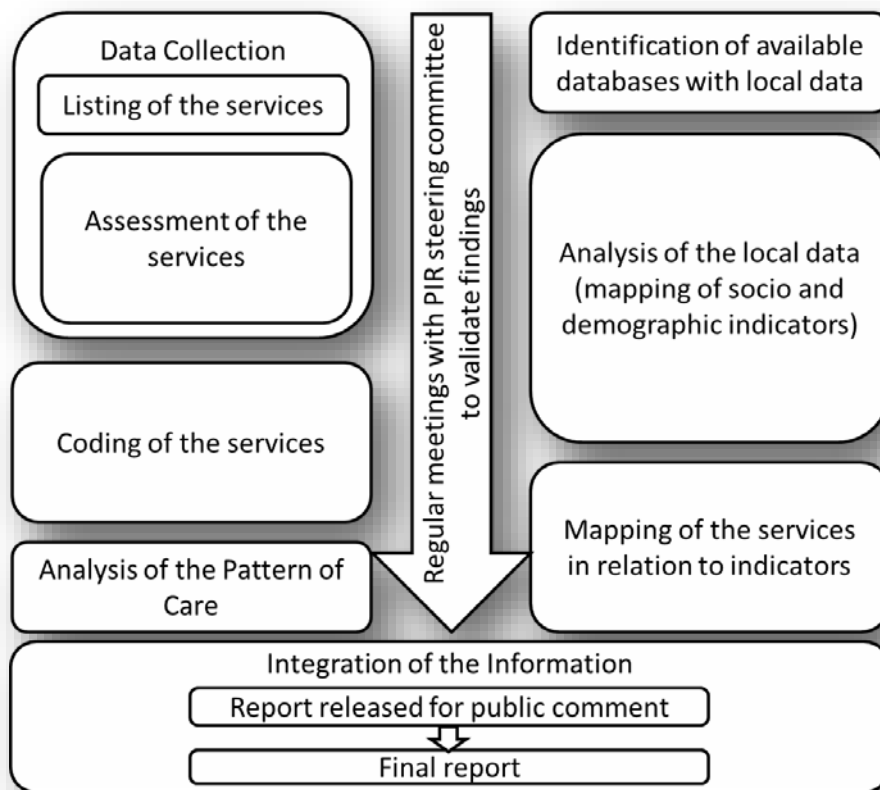 Data Collection
Listing of the services
Assessment of the
services
Coding of the services
Analysis of the Pattern of
Care
Regular meetings with PIR steering committee
to validate findings
Identification of available
databases with local data
Analysis of the local data
(mapping of socio and
demographic indicators)
Mapping of the services
in relation to indicators
Integration of the Information
Report released for public comment
Final report